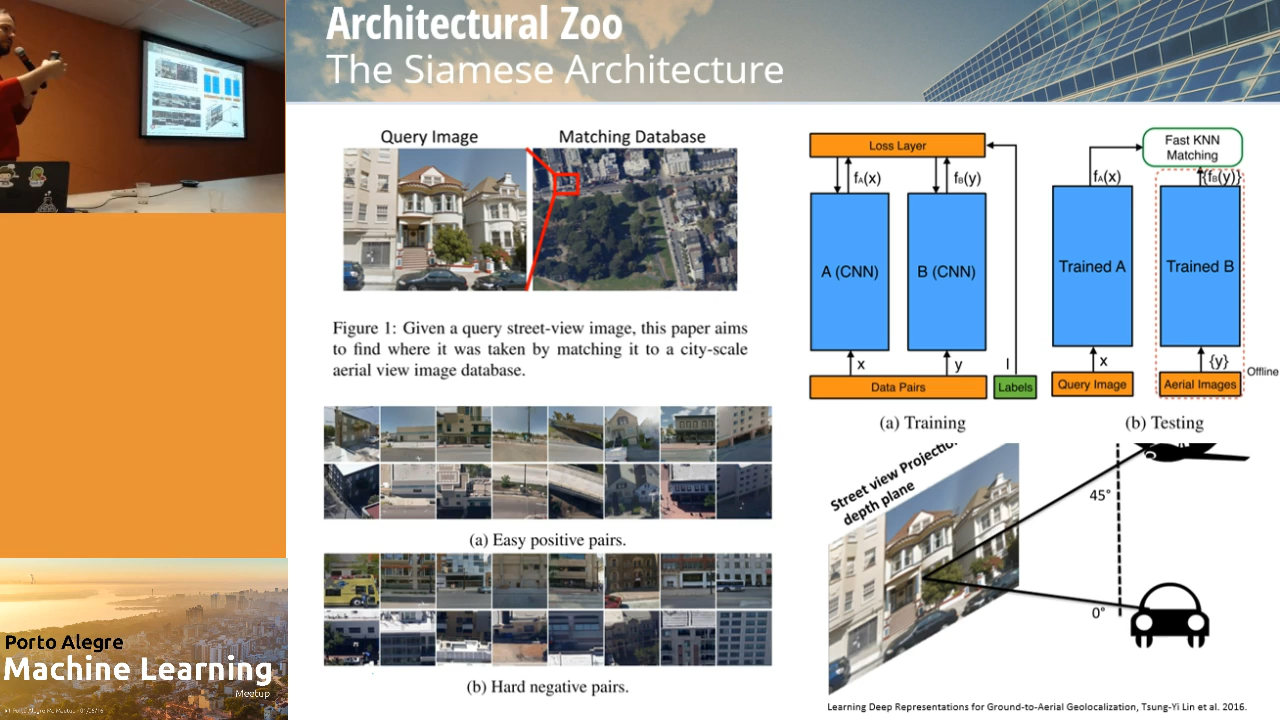 Architectural Zoo
The Siamese Architecture
Query Image
Matching Database
Figure 1: Given a query street-view image, this paper aims
to find where it was taken by matching it to a city-scale
aerial view image database.
(a) Easy positive pairs.
(b) Hard negative pairs.
Loss Layer
fA(x)
fB(y)
A (CNN)
B (CNN)
x
y
l
Data Pairs
Labels
(a) Training
Fast KNN
Matching
fA(x)
{fB(y)}
Trained A
Trained B
x
{y}
Offline
Query Image
Aerial Images
(b) Testing
Street view Projection
depth plane
45°
0°
Learning Deep Representations for Ground-to-Aerial Geolocalization, Tsung-Yi Lin et al. 2016.
Porto Alegre
Machine Learning
Meetup